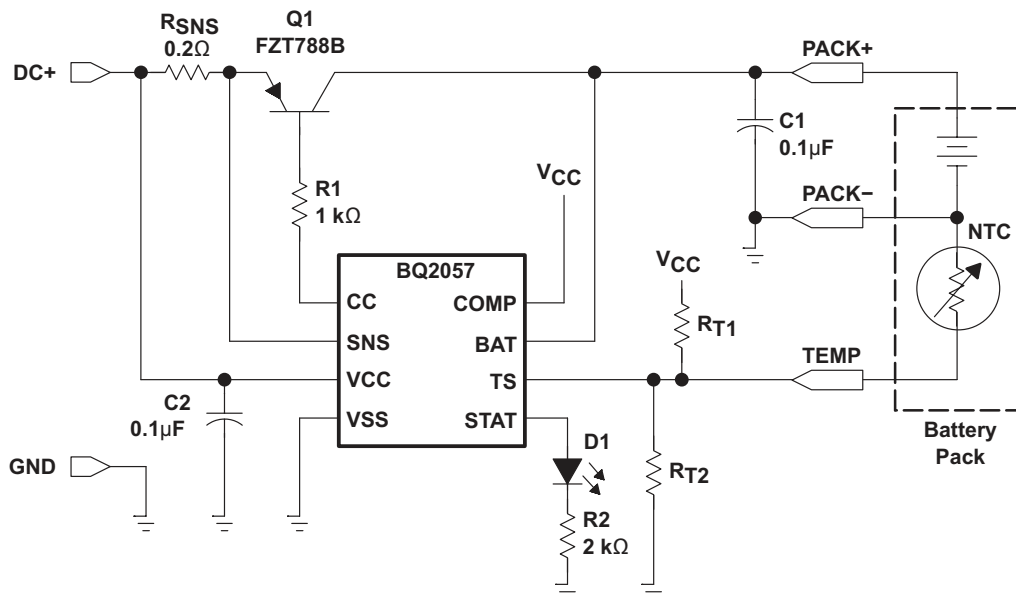 RSNS
0.2Ω
Q1
FZT788B
DC+
PACK+
C1
0.1μF
VCC
R1
1 kΩ
PACK−
NTC
BQ2057
VCC
CC
COMP
RT1
SNS
BAT
TEMP
VCC
TS
C2
0.1μF
VSS
STAT
D1
Battery
Pack
GND
RT2
R2
2 kΩ